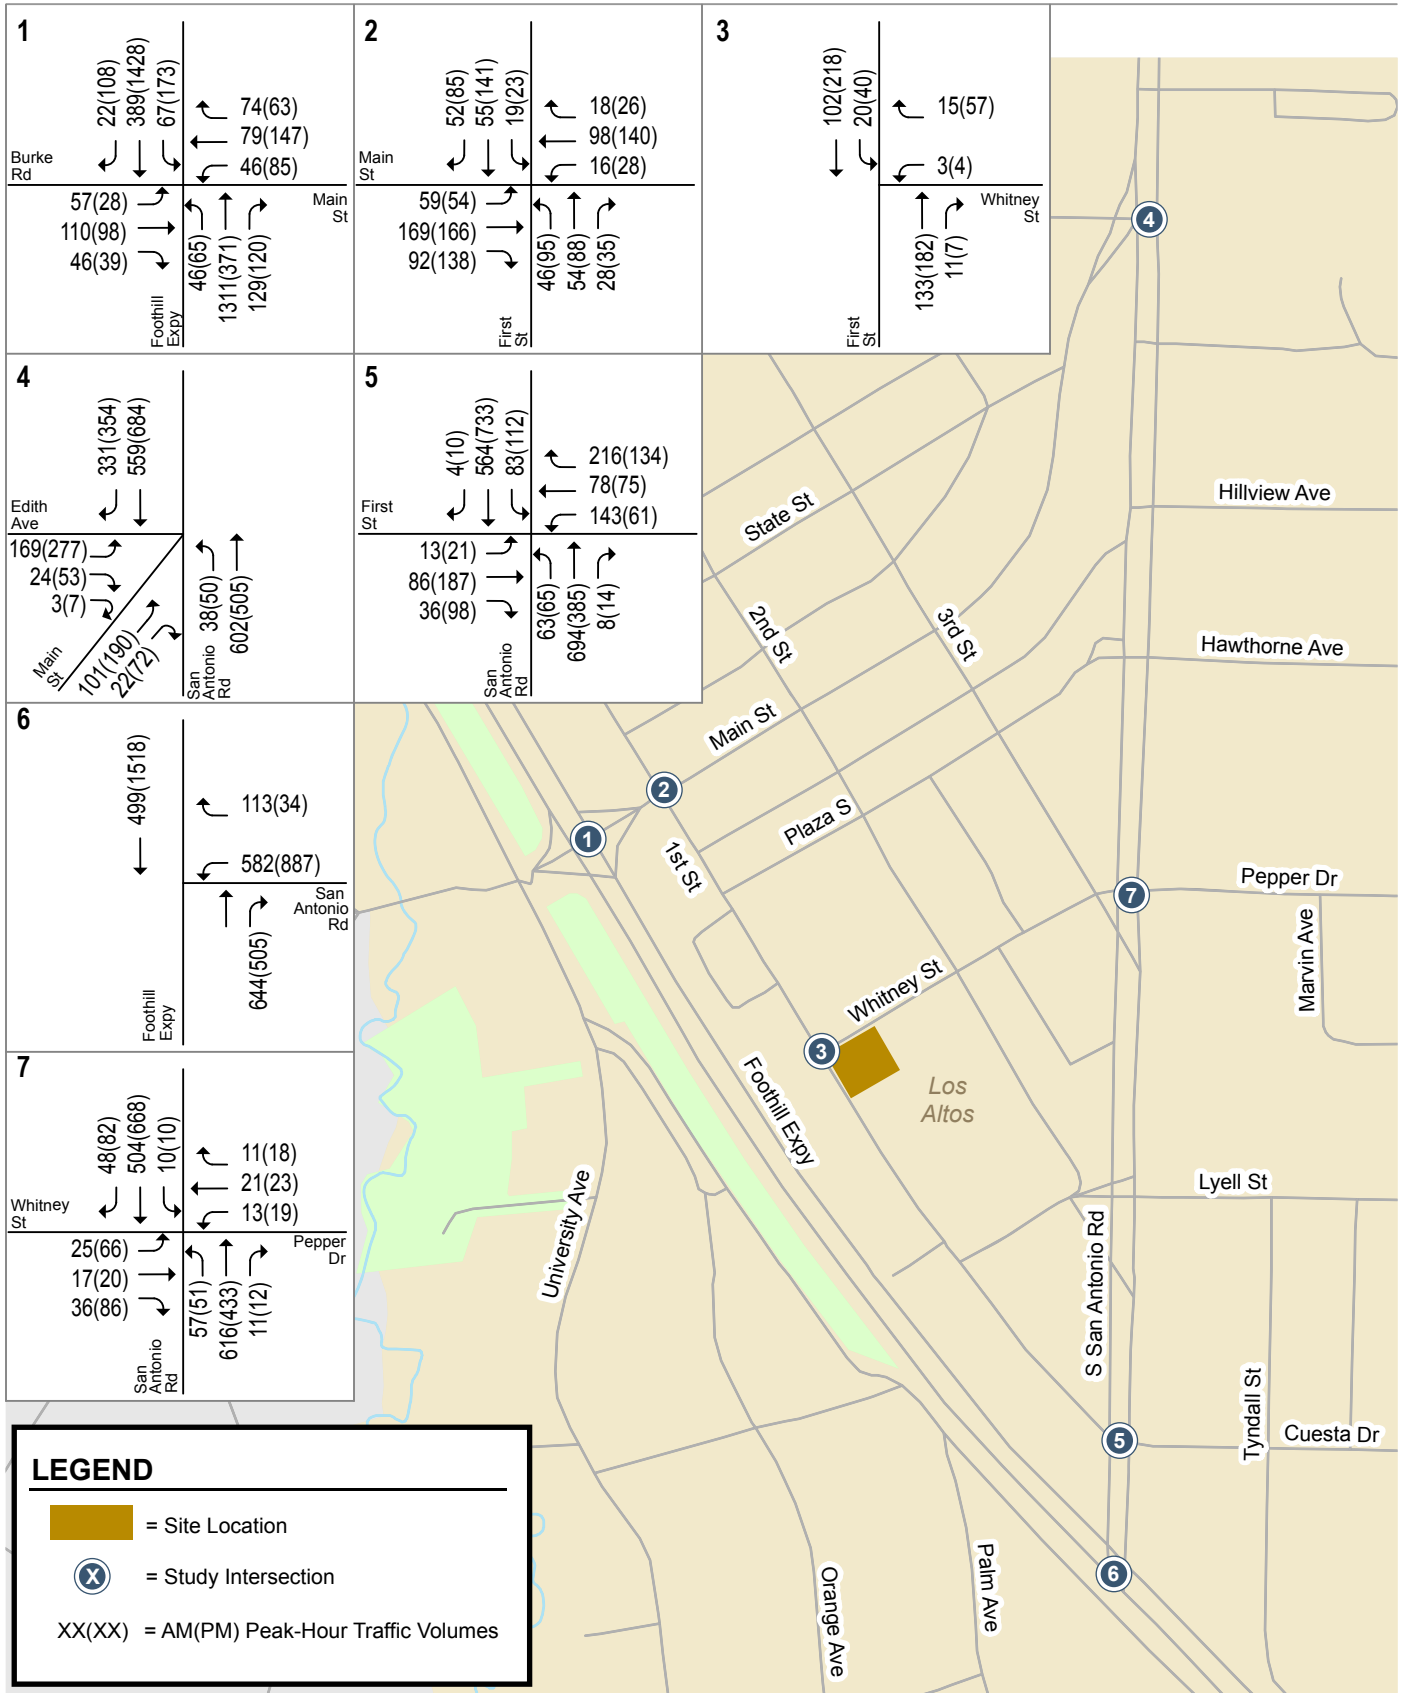 1
22(108)
389(1428)
67(173)
74(63)
79(147)
46(85)
Burke
Rd
57(28)
110(98)
46(39)
Main
St
46(65)
1311(371)
129(120)
Foothill
Expy
2
52(85)
55(141)
19(23)
18(26)
98(140)
16(28)
Main
St
59(54)
169(166)
92(138)
46(95)
54(88)
28(35)
First
St
3
102(218)
20(40)
15(57)
3(4)
Whitney
St
133(182)
11(7)
First
St
4
331(354)
559(684)
Edith
Ave
169(277)
24(53)
3(7)
Main
St
101(190)
22(72)
38(50)
602(505)
San
Antonio
Rd
5
4(10)
564(733)
83(112)
216(134)
78(75)
143(61)
First
St
13(21)
86(187)
36(98)
63(65)
694(385)
8(14)
San
Antonio
Rd
6
499(1518)
113(34)
582(887)
San
Antonio
Rd
644(505)
Foothill
Expy
7
48(82)
504(668)
10(10)
11(18)
21(23)
13(19)
Whitney
St
25(66)
17(20)
36(86)
Pepper
Dr
57(51)
616(433)
11(12)
San
Antonio
Rd
4
Hillview Ave
State St
2nd St
3rd St
Hawthorne Ave
Main St
2
1
Plaza S
1st St
7
Pepper Dr
Marvin Ave
Whitney St
3
Los
Altos
Foothill Expy
University Ave
Lyell St
S San Antonio Rd
Tyndall St
5
Cuesta Dr
6
Palm Ave
Orange Ave
LEGEND
= Site Location
X
= Study Intersection
XX(XX) = AM(PM) Peak-Hour Traffic Volumes